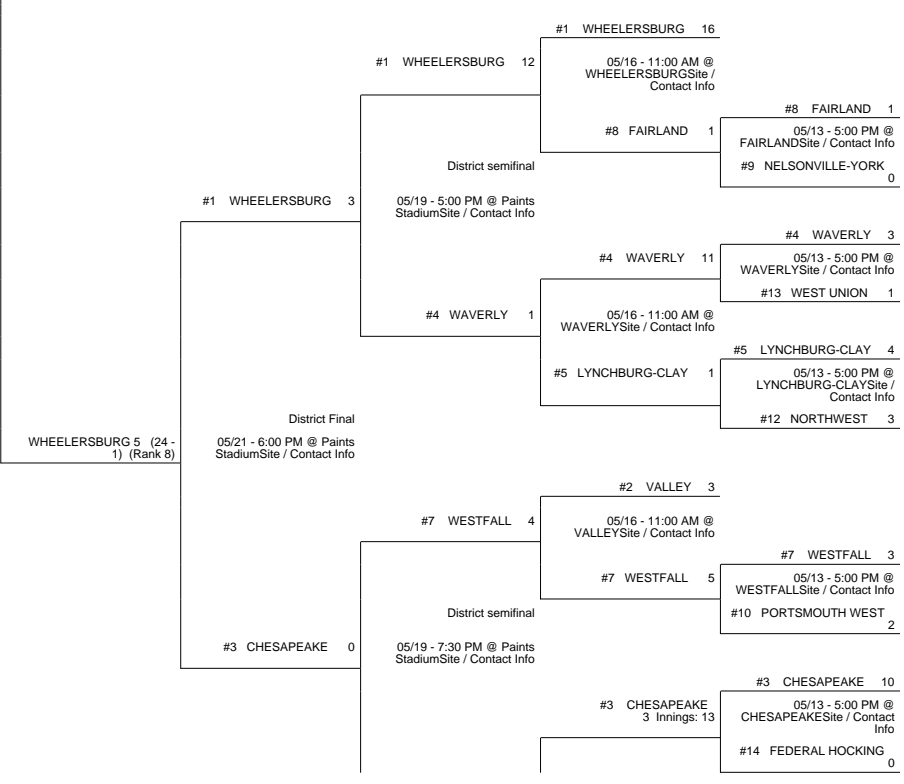 #1 WHEELERSBURG 16
#1 WHEELERSBURG 12
05/16 - 11:00 AM @
WHEELERSBURGSite /
Contact Info
#8 FAIRLAND 1
#8 FAIRLAND 1
05/13 - 5:00 PM @
FAIRLANDSite / Contact Info
District semifinal
#9 NELSONVILLE-YORK
0
#1 WHEELERSBURG 3
05/19 - 5:00 PM @ Paints
StadiumSite / Contact Info
#4 WAVERLY 3
#4 WAVERLY 11
05/13 - 5:00 PM @
WAVERLYSite / Contact Info
#13 WEST UNION 1
#4 WAVERLY 1
05/16 - 11:00 AM @
WAVERLYSite / Contact Info
#5 LYNCHBURG-CLAY 4
#5 LYNCHBURG-CLAY 1
05/13 - 5:00 PM @
LYNCHBURG-CLAYSite /
Contact Info
#12 NORTHWEST 3
District Final
WHEELERSBURG 5 (24 -
1) (Rank 8)
05/21 - 6:00 PM @ Paints
StadiumSite / Contact Info
#2 VALLEY 3
#7 WESTFALL 4
05/16 - 11:00 AM @
VALLEYSite / Contact Info
#7 WESTFALL 3
#7 WESTFALL 5
05/13 - 5:00 PM @
WESTFALLSite / Contact Info
District semifinal
#10 PORTSMOUTH WEST
2
#3 CHESAPEAKE 0
05/19 - 7:30 PM @ Paints
StadiumSite / Contact Info
#3 CHESAPEAKE 10
#3 CHESAPEAKE
3 Innings: 13
05/13 - 5:00 PM @
CHESAPEAKESite / Contact
Info
#14 FEDERAL HOCKING
0